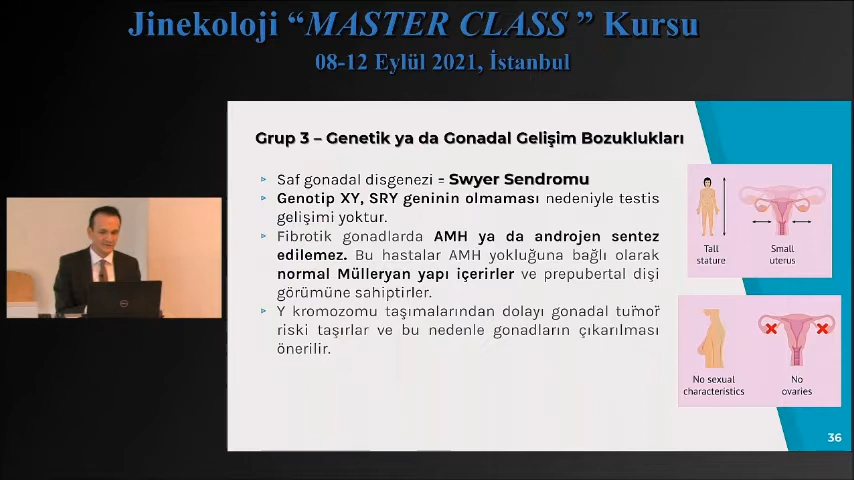 Jinekoloji “MASTER CLASS ” Kursu
08-12 Eylül 2021, İstanbul
Grup 3 – Genetik ya da Gonadal Gelişim Bozuklukları
Saf gonadal disgenezi = Swyer Sendromu
Genotip XY, SRY geninin olmaması nedeniyle testis
gelişimi yoktur.
Fibrotik gonadlarda AMH ya da androjen sentez
edilemez. Bu hastalar AMH yokluğuna bağlı olarak
normal Mülleryan yapı içerirler ve prepubertal dişi
görümüne sahiptirler.
Y kromozomu taşımalarından dolayı gonadal tümör
riski taşırlar ve bu nedenle gonadların çıkarılması
önerilir.
Tall
stature
Small
uterus
No sexual
characteristics
No
ovaries
36